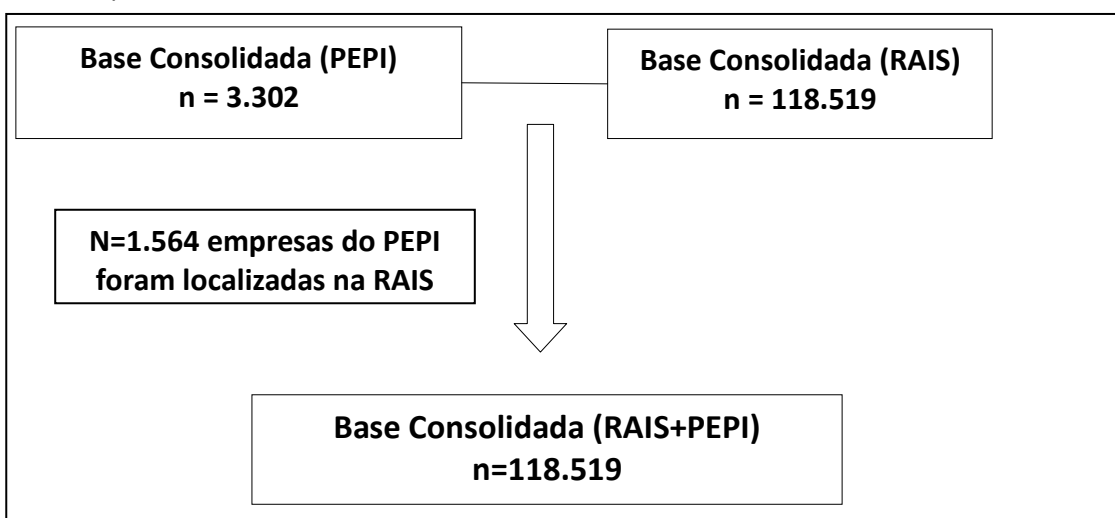 Base Consolidada (PEPI)
n = 3.302
Base Consolidada (RAIS)
n = 118.519
N=1.564 empresas do PEPI
foram localizadas na RAIS
Base Consolidada (RAIS+PEPI)
n=118.519